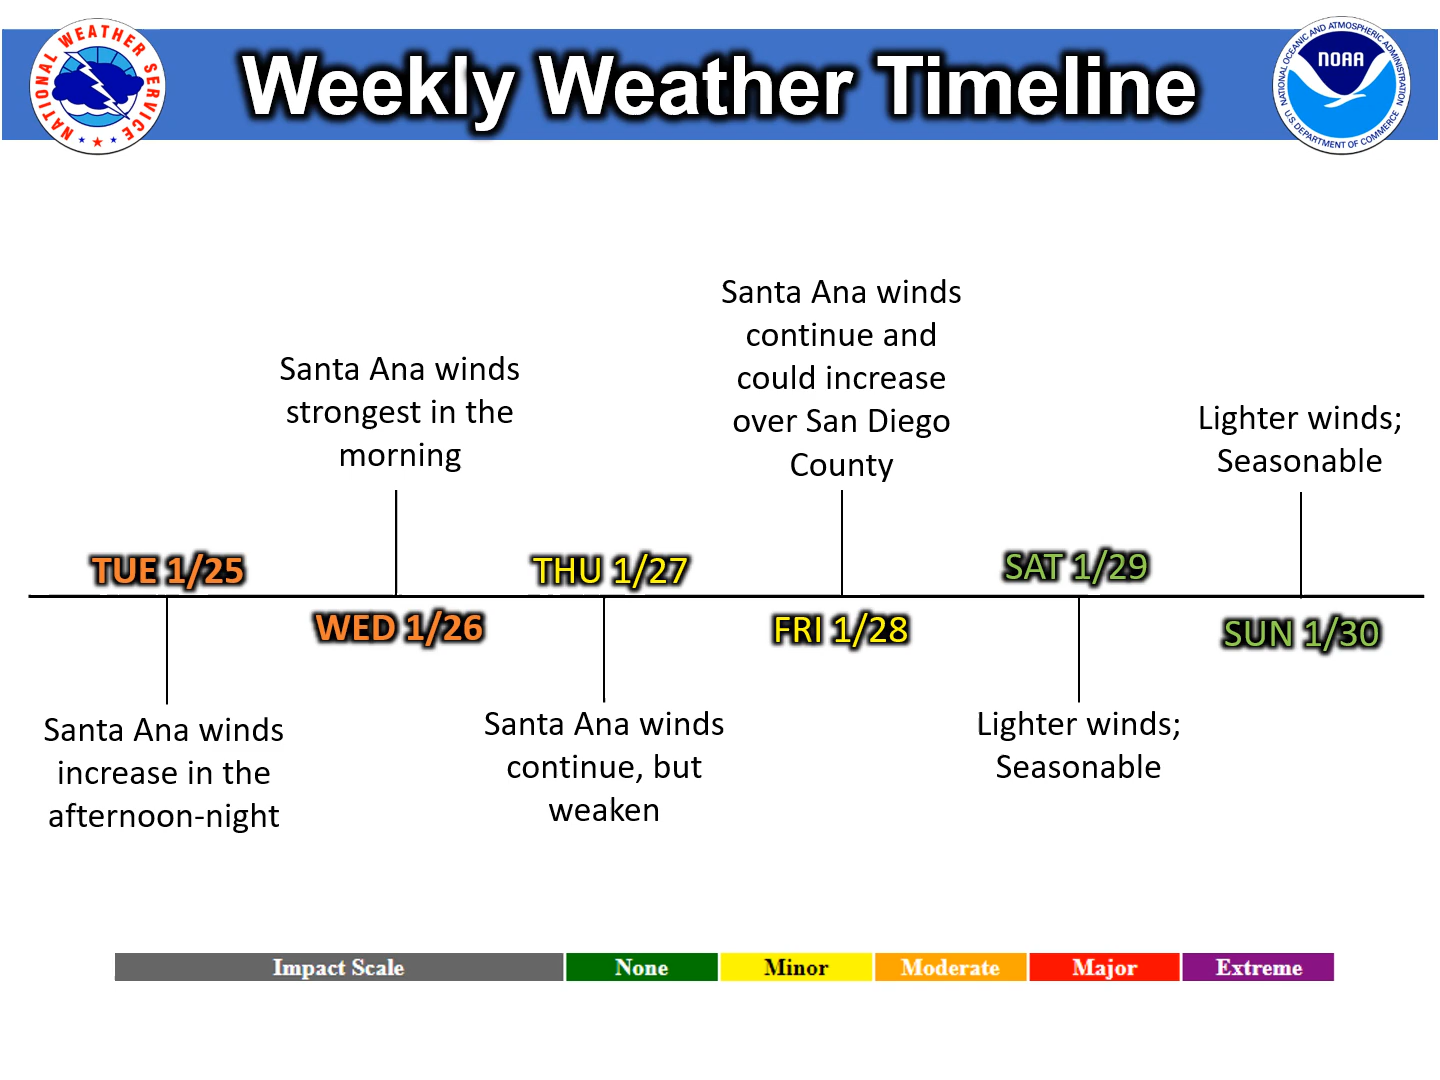 NATIONAL WEATHER SERVICE
Weekly Weather Timeline
NATIONAL OCEANIC AND ATMOSPHERIC ADMINISTRATION
NOAA
U.S. DEPARTMENT OF COMMERCE
TUE 1/25
Santa Ana winds
increase in the
afternoon-night
Santa Ana winds
strongest in the
morning
WED 1/26
THU 1/27
Santa Ana winds
continue, but
weaken
Santa Ana winds
continue and
could increase
over San Diego
County
FRI 1/28
SAT 1/29
Lighter winds;
Seasonable
Lighter winds;
Seasonable
SUN 1/30
Impact Scale None Minor Moderate Major Extreme